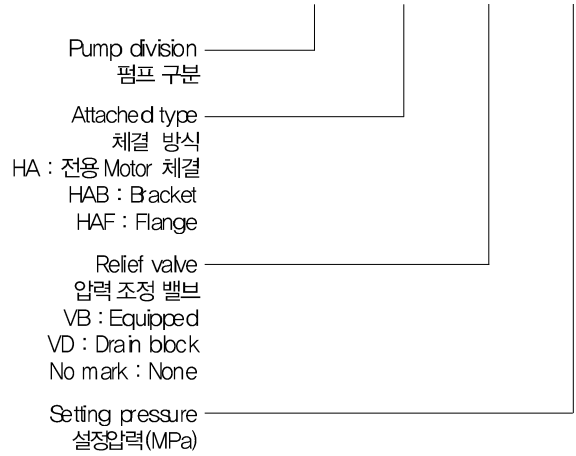 Pump division
펌프 구분
Attached type
체결 방식
HA : 전용 Motor 체결
HAB : Bracket
HAF : Flange
Relief valve
압력 조정 밸브
VB : Equipped
VD : Drain block
No mark : None
Setting pressure
설정압력(MPa)